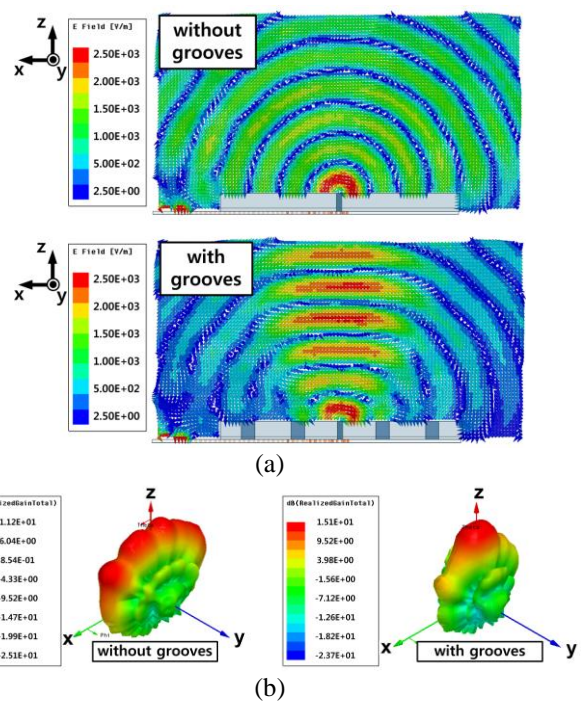 z
x
y
E Field [V/m]
2.50E+03
2.00E+03
1.50E+03
1.00E+03
5.00E+02
2.50E+00
without
grooves
z
x
y
E Field [V/m]
2.50E+03
2.00E+03
1.50E+03
1.00E+03
5.00E+02
2.50E+00
with
grooves
(a)
lizedGainTotal)
1.12E+01
6.04E+00
8.54E-01
-4.33E+00
-9.52E+00
-1.47E+01
-1.99E+01
-2.51E+01
z
x
Phi
y
without grooves
dB(RealizedGainTotal)
1.51E+01
9.52E+00
3.98E+00
-1.56E+00
-7.12E+00
-1.26E+01
-1.82E+01
-2.37E+01
z
x
y
with grooves
(b)